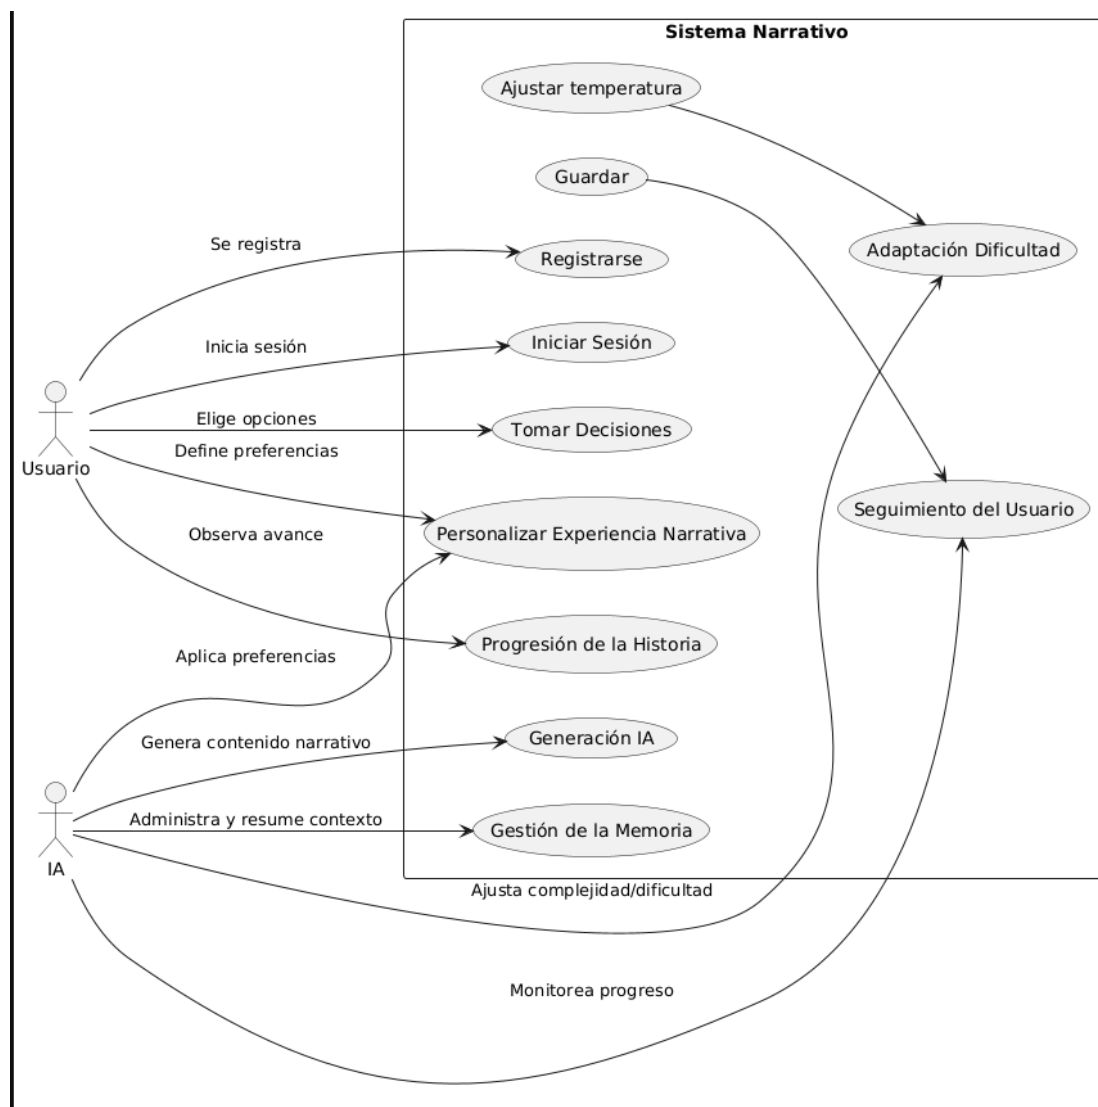 Sistema Narrativo
Ajustar temperatura
Guardar
Se registra
Registrarse
Adaptación Dificultad
Inicia sesión
Iniciar Sesión
Elige opciones
Tomar Decisiones
Define preferencias
Usuario
Seguimiento del Usuario
Observa avance
Personalizar Experiencia Narrativa
Progresión de la Historia
Aplica preferencias
Genera contenido narrativo
Generación IA
Administra y resume contexto
Gestión de la Memoria
IA
Ajusta complejidad/dificultad
Monitorea progreso